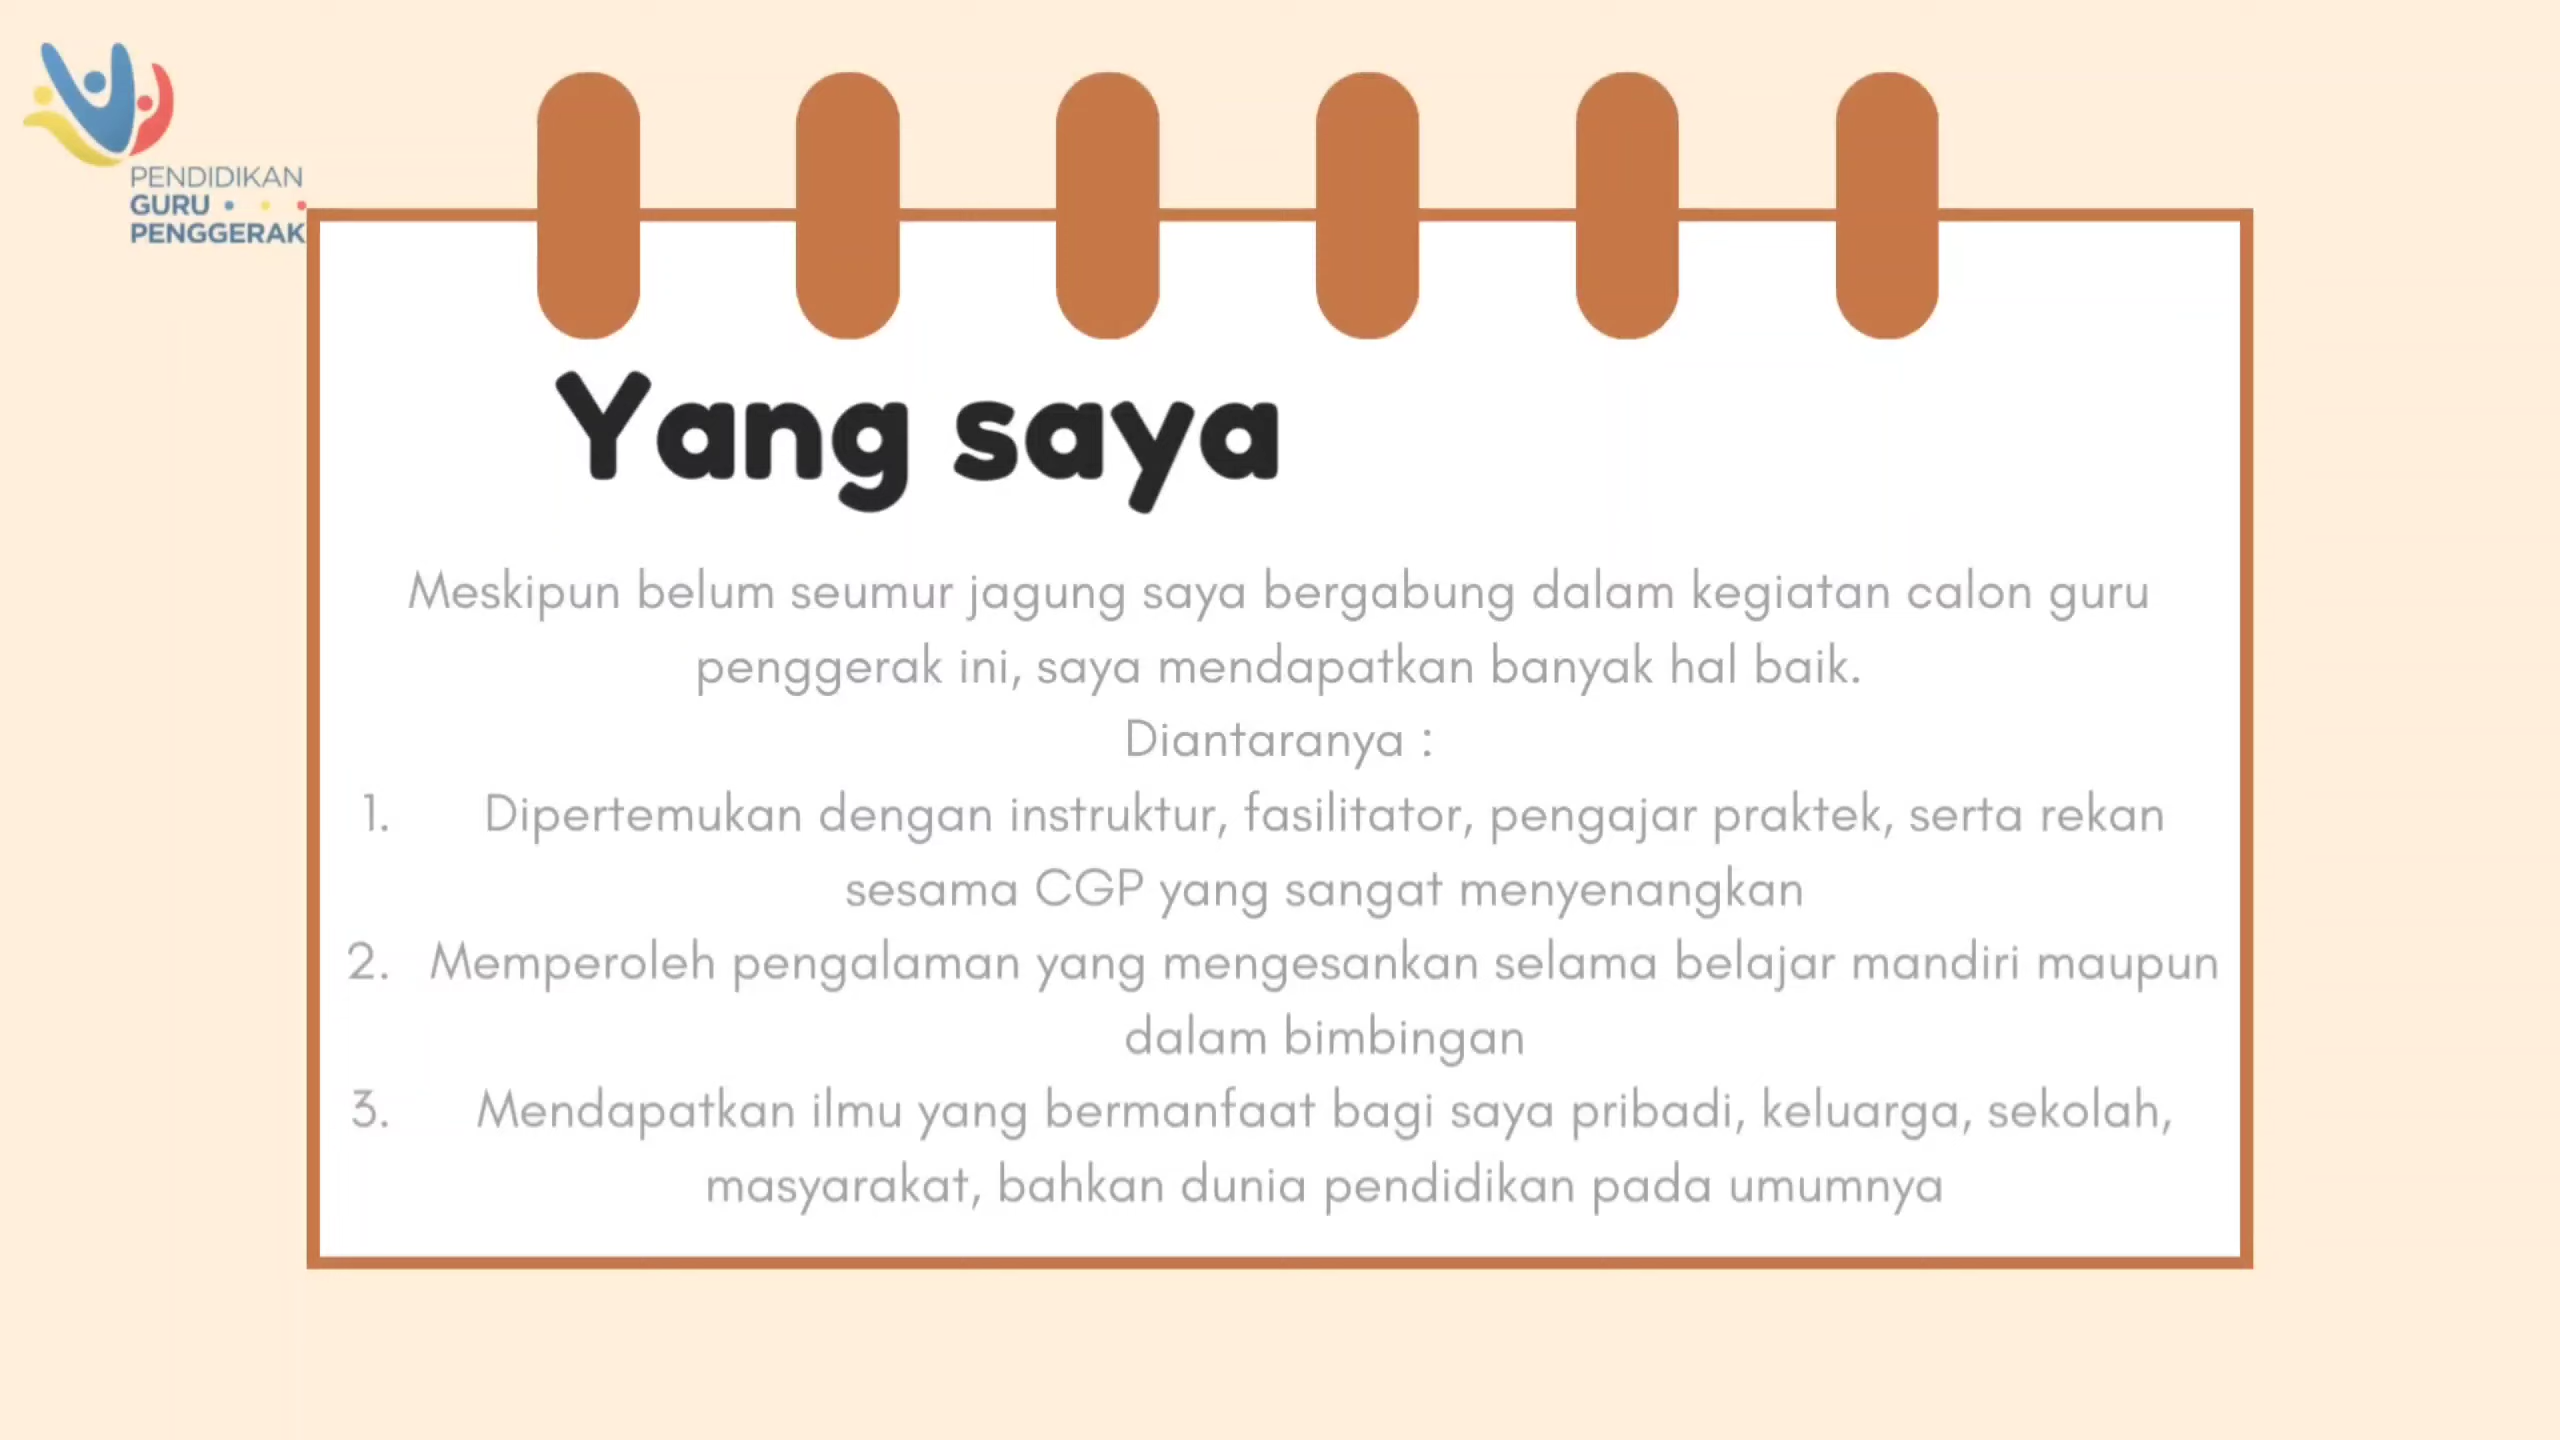 PENDIDIKAN
GURU
PENGGERAK
Yang saya
Meskipun belum seumur jagung saya bergabung dalam kegiatan calon guru
penggerak ini, saya mendapatkan banyak hal baik.
Diantaranya :
1. Dipertemukan dengan instruktur, fasilitator, pengajar praktek, serta rekan
sesama CGP yang sangat menyenangkan
2. Memperoleh pengalaman yang mengesankan selama belajar mandiri maupun
dalam bimbingan
3. Mendapatkan ilmu yang bermanfaat bagi saya pribadi, keluarga, sekolah,
masyarakat, bahkan dunia pendidikan pada umumnya